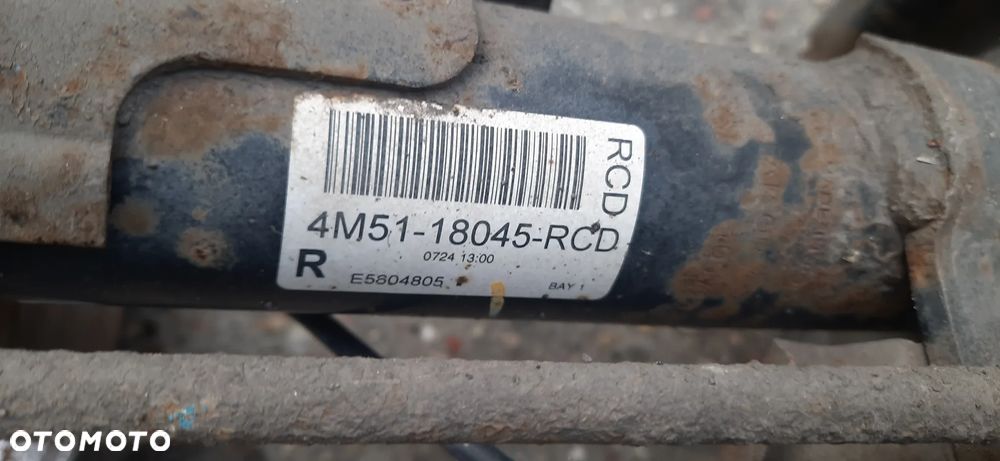 RCD
4M51-18045-RCD
0724 13:00
R
E5804805
BAY 1
OTOMOTO